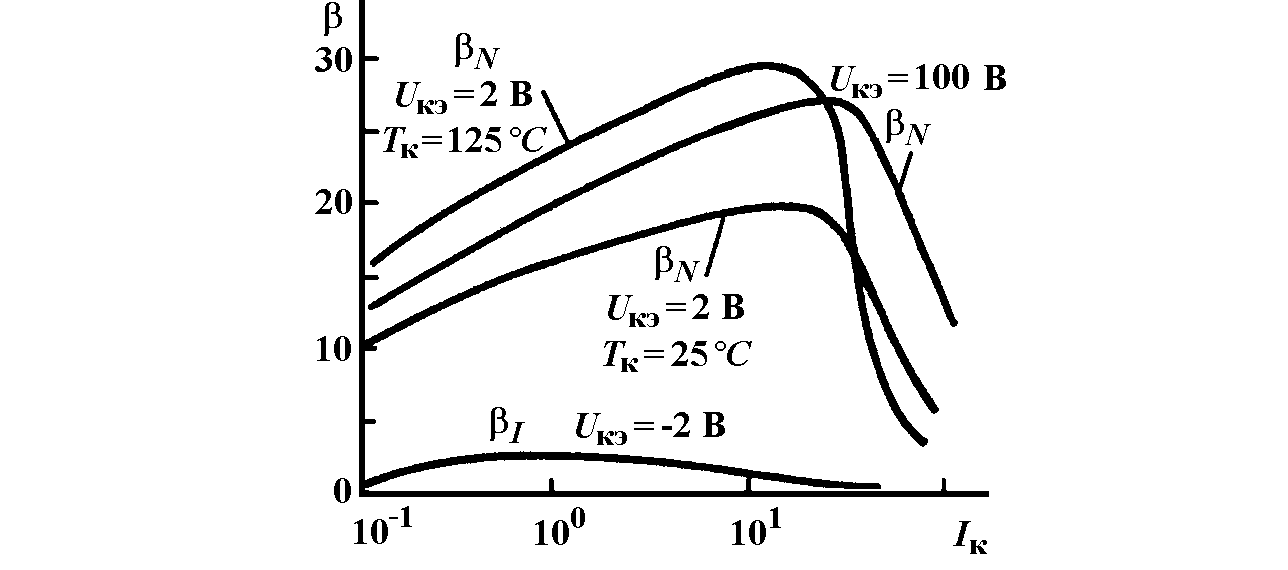 β
30
20
10
0
β_N
U_кэ=2 В
T_к=125 °C
U_кэ=100 В
β_N
β_N
U_кэ=2 В
T_к=25 °C
β_I U_кэ=-2 В
10^-1 10^0 10^1 I_к